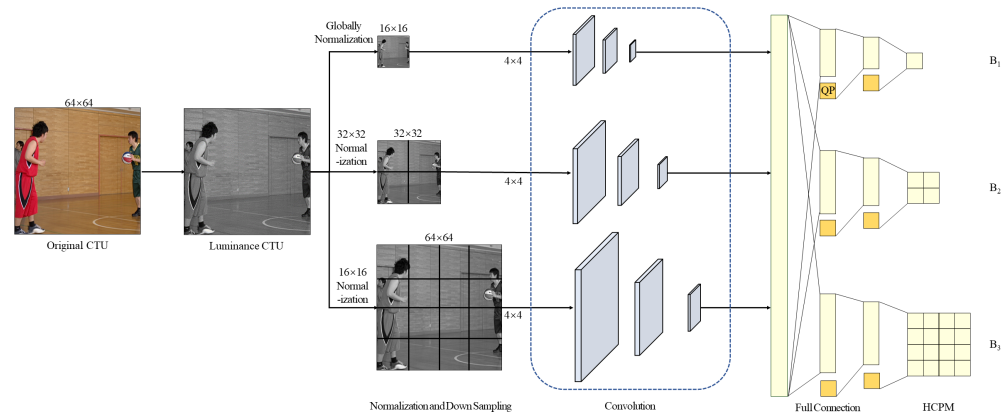 Globally
Normalization
16×16
4×4
64×64
32×32
Normal
-ization
32×32
4×4
Original CTU
Luminance CTU
64×64
16×16
Normal
-ization
4×4
QP
B1
B2
B3
Normalization and Down Sampling
Convolution
Full Connection
HCPM